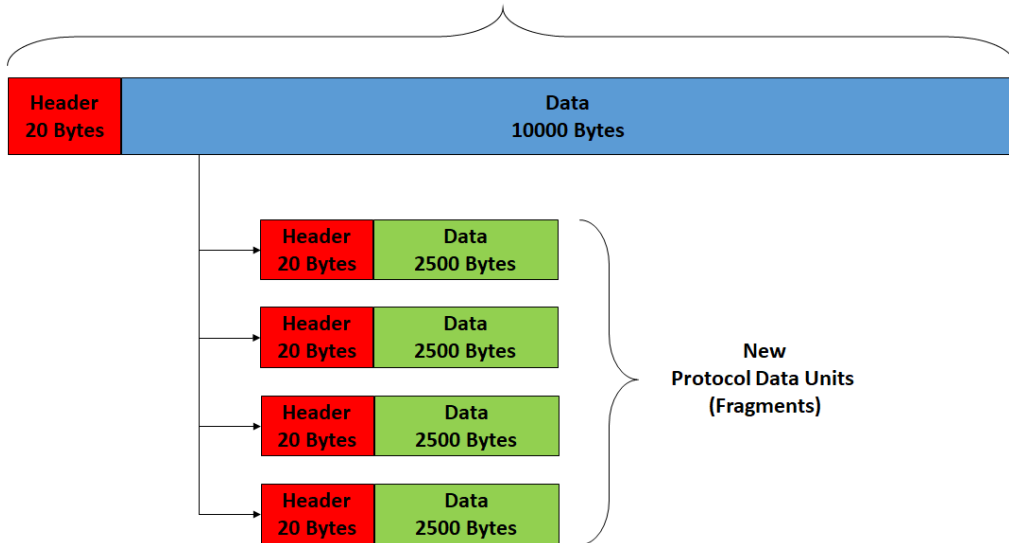 Header
20 Bytes
Data
10000 Bytes
Header
20 Bytes
Data
2500 Bytes
Header
20 Bytes
Data
2500 Bytes
New
Protocol Data Units
(Fragments)
Header
20 Bytes
Data
2500 Bytes
Header
20 Bytes
Data
2500 Bytes